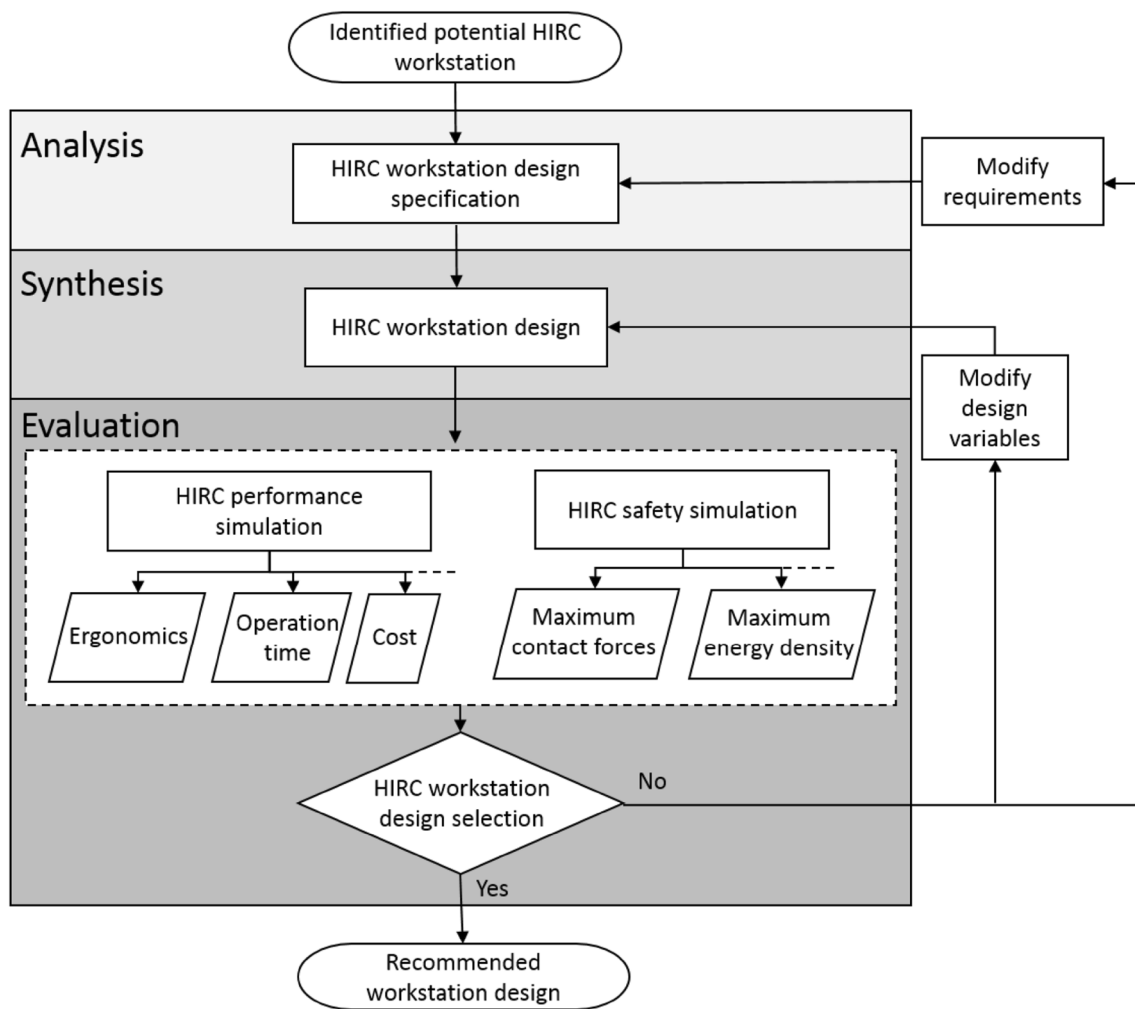 Identified potential HIRC
workstation
Analysis
HIRC workstation design
specification
Modify
requirements
Synthesis
HIRC workstation design
Modify
design
variables
Evaluation
HIRC performance
simulation
HIRC safety simulation
Ergonomics
Operation
time
Cost
Maximum
contact forces
Maximum
energy density
HIRC workstation
design selection
No
Yes
Recommended
workstation design